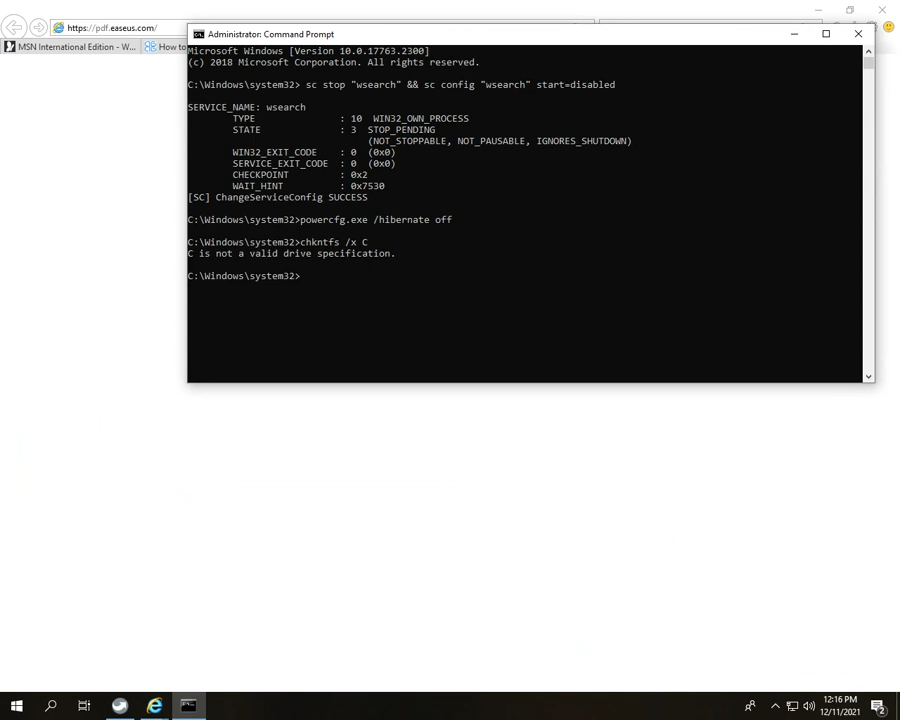 https://pdf.easeus.com/
MSN International Edition - W...
How to
Administrator: Command Prompt
Microsoft Windows [Version 10.0.17763.2300]
(c) 2018 Microsoft Corporation. All rights reserved.
C:\Windows\system32> sc stop "wsearch" && sc config "wsearch" start=disabled
SERVICE_NAME: wsearch
TYPE : 10 WIN32_OWN_PROCESS
STATE : 3 STOP_PENDING
(NOT_STOPPABLE, NOT_PAUSABLE, IGNORES_SHUTDOWN)
WIN32_EXIT_CODE : 0 (0x0)
SERVICE_EXIT_CODE : 0 (0x0)
CHECKPOINT : 0x2
WAIT_HINT : 0x7530
[SC] ChangeServiceConfig SUCCESS
C:\Windows\system32>powercfg.exe /hibernate off
C:\Windows\system32>chkntfs /x C
C is not a valid drive specification.
C:\Windows\system32>
12:16 PM
12/11/2021
2